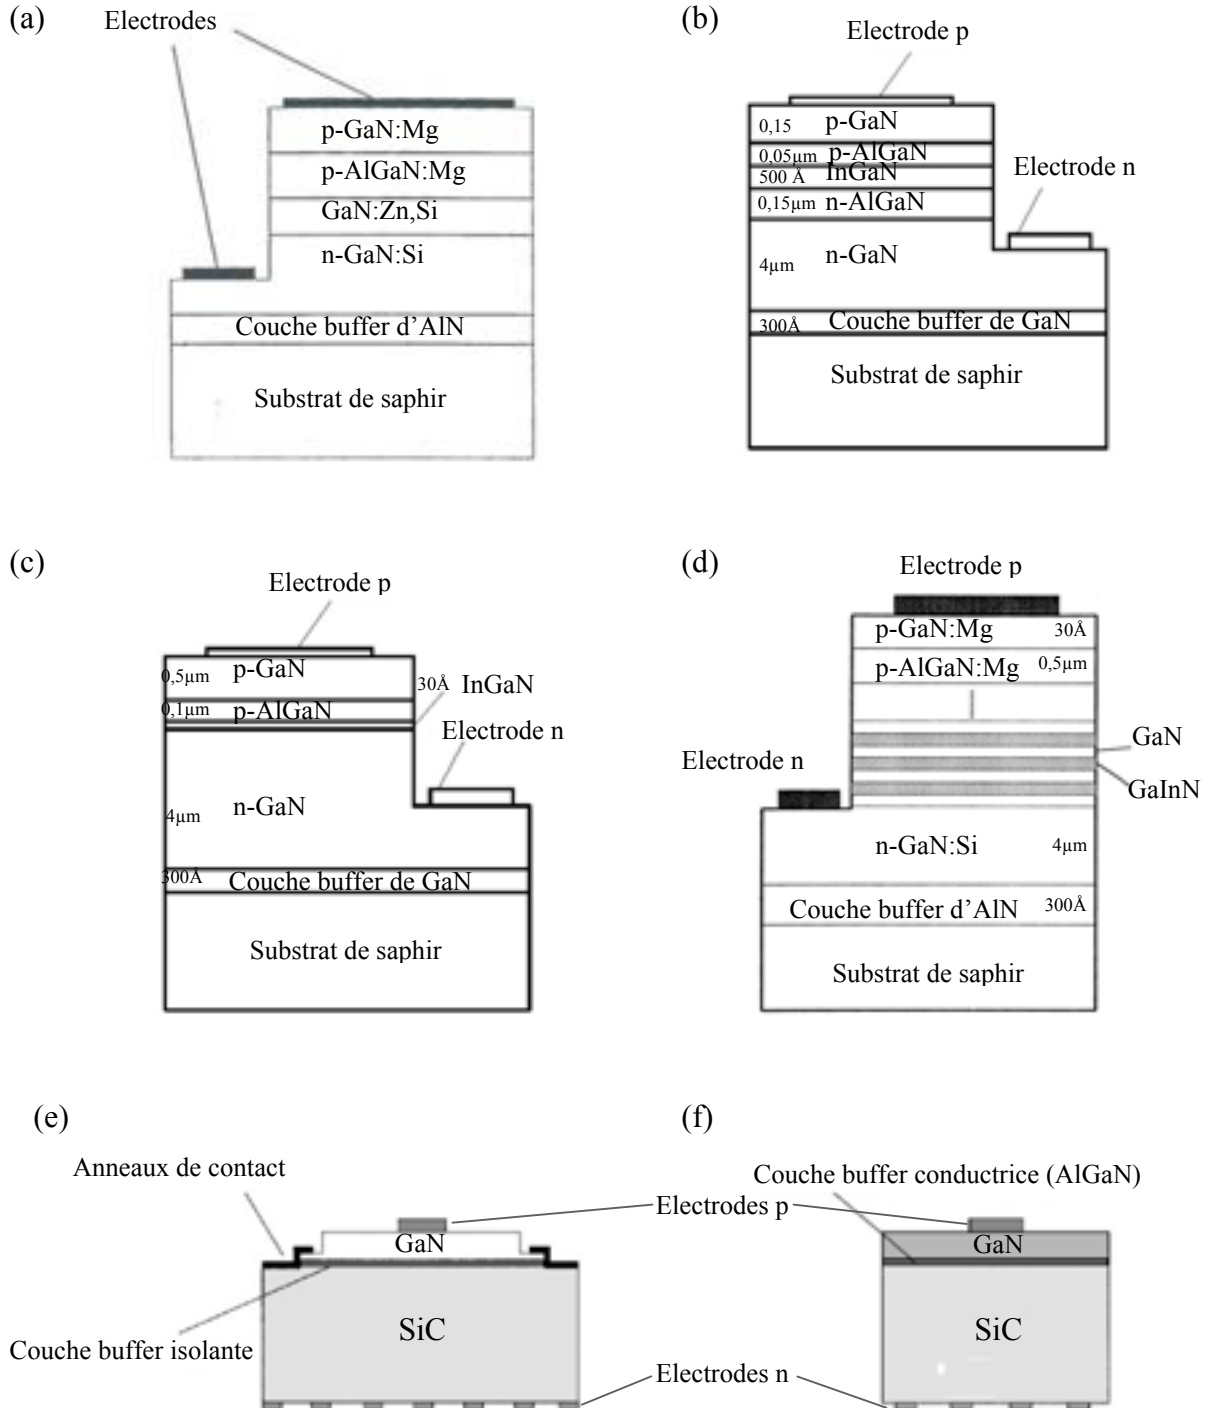 (a)
Electrodes
p-GaN:Mg
p-AlGaN:Mg
GaN:Zn,Si
n-GaN:Si
Couche buffer d’AlN
Substrat de saphir
(b)
Electrode p
0,15 p-GaN
0,05µm p-AlGaN
500 Å InGaN
0,15µm n-AlGaN
Electrode n
4µm n-GaN
300Å Couche buffer de GaN
Substrat de saphir
(c)
Electrode p
0,5µm p-GaN
0,1µm p-AlGaN
30Å InGaN
Electrode n
4µm n-GaN
300Å Couche buffer de GaN
Substrat de saphir
(d)
Electrode p
p-GaN:Mg 30Å
p-AlGaN:Mg 0,5µm
GaN
GaInN
Electrode n
n-GaN:Si 4µm
Couche buffer d’AlN 300Å
Substrat de saphir
(e)
Anneaux de contact
GaN
SiC
Couche buffer isolante
Electrodes p
Electrodes n
(f)
Couche buffer conductrice (AlGaN)
GaN
SiC